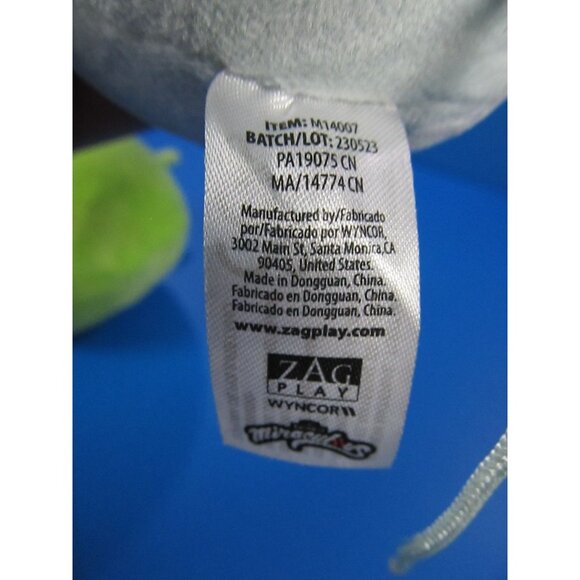 ITEM: M14007
BATCH/LOT: 230523
PA19075 CN
MA/14774 CN
Manufactured by/Fabricado
por/Fabricado por WYNCOR,
3002 Main St, Santa Monica,CA
90405, United States.
Made in Dongguan, China.
Fabricado en Dongguan, China.
Fabricado en Dongguan, China.
www.zagplay.com
ZAG
PLAY
WYNCOR
Miraculous